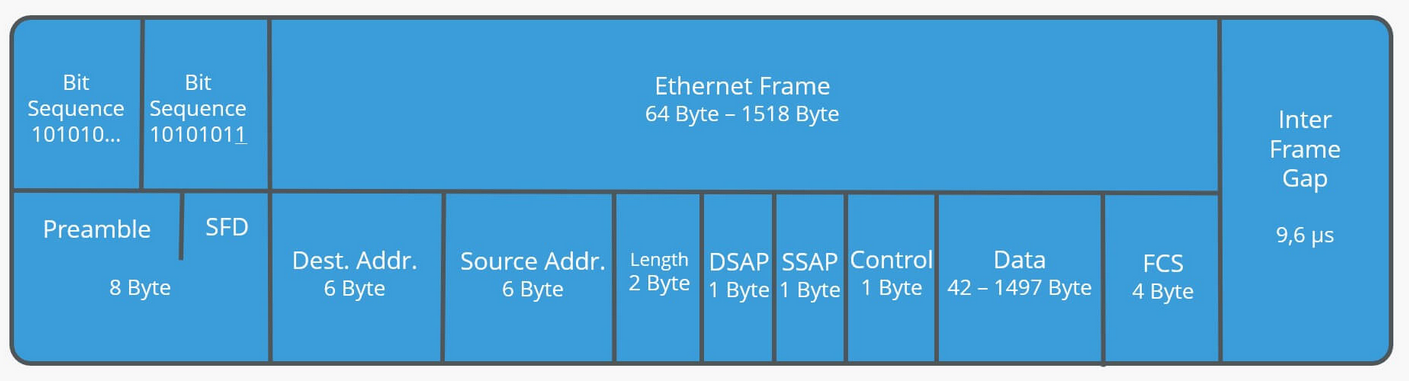 Bit
Sequence
101010...
Bit
Sequence
10101011
Ethernet Frame
64 Byte – 1518 Byte
Inter
Frame
Gap
9,6 µs
Preamble
SFD
8 Byte
Dest. Addr.
6 Byte
Source Addr.
6 Byte
Length
2 Byte
DSAP
1 Byte
SSAP
1 Byte
Control
1 Byte
Data
42 – 1497 Byte
FCS
4 Byte